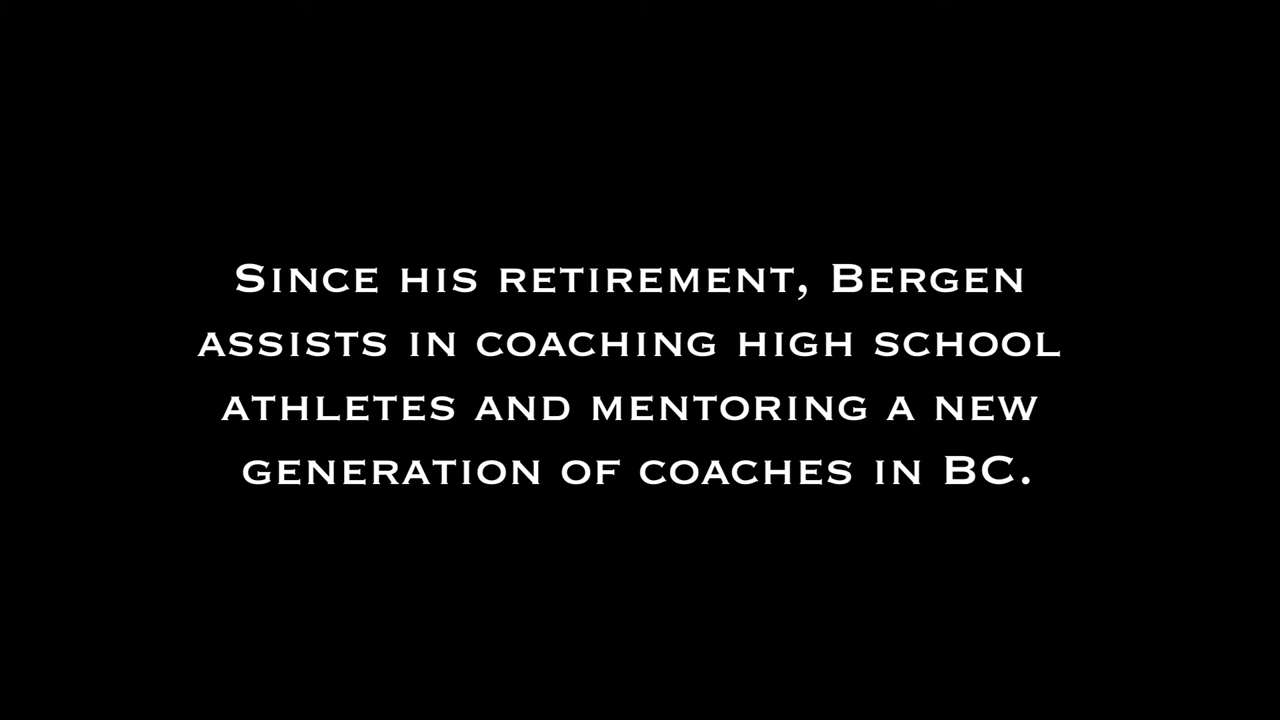 Since his retirement, Bergen
assists in coaching high school
athletes and mentoring a new
generation of coaches in BC.